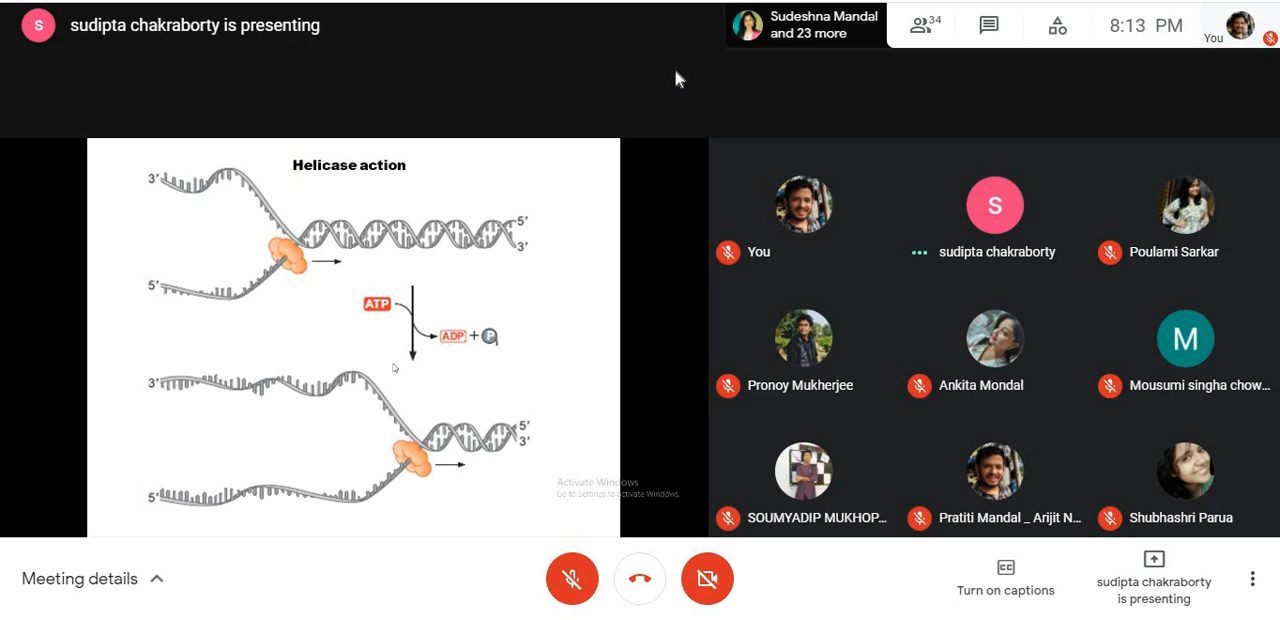 S
sudipta chakraborty is presenting
Sudeshna Mandal
and 23 more
34
8:13 PM
You
Helicase action
3'
5'
3'
5'
ATP
ADP + P
3'
5'
3'
5'
Activate Windows
Go to Settings to activate Windows.
You
S
sudipta chakraborty
Poulami Sarkar
Pronoy Mukherjee
Ankita Mondal
M
Mousumi singha chow...
SOUMYADIP MUKHOP...
Pratiti Mandal _ Arijit N...
Shubhashri Parua
Meeting details
CC
Turn on captions
sudipta chakraborty
is presenting